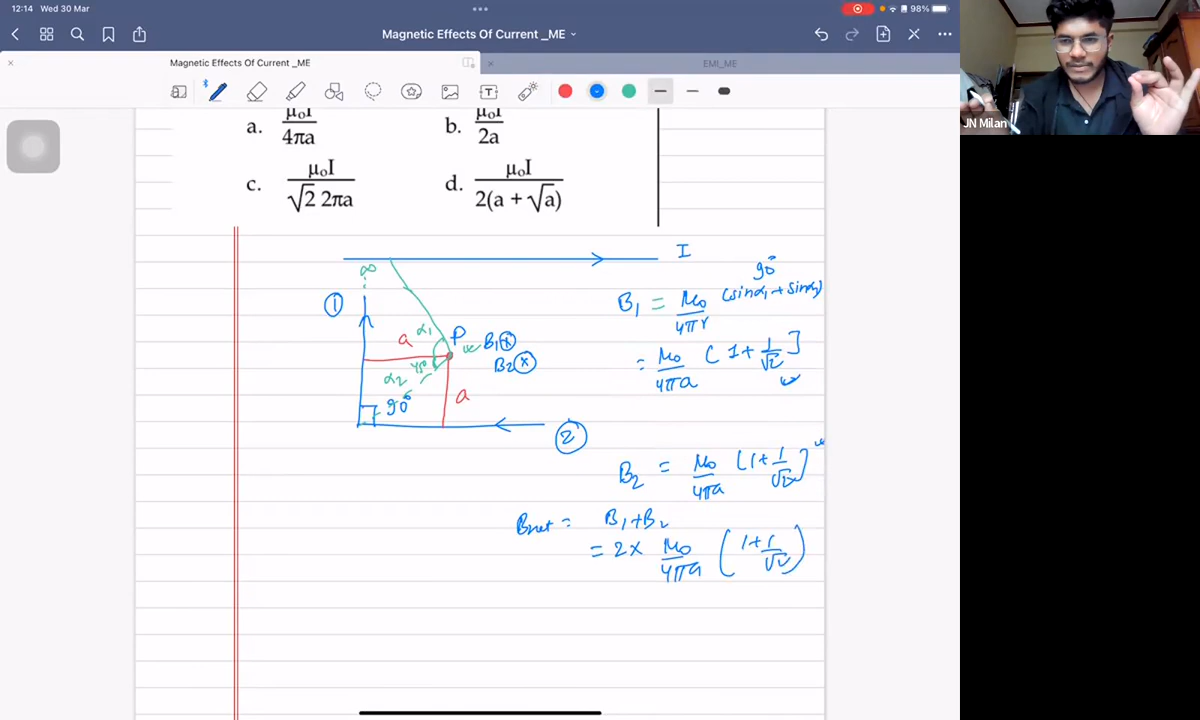 12:14 Wed 30 Mar
98%
Magnetic Effects Of Current _ME
Magnetic Effects Of Current _ME
EMI_ME
JN Milan
a. μ₀I / 4πa
b. μ₀I / 2a
c. μ₀I / √2 2πa
d. μ₀I / 2(a + √a)
I
∞
①
90°
B₁ = μ₀/4πr (sinα₁ + sinα₂)
α₁
P
a
B₁ ⊗
B₂ ⊗
= μ₀/4πa ( 1 + 1/√2 ]
45°
α₂
a
90°
②
B₂ = μ₀/4πa [1 + 1/√2]
Bnet = B₁ + B₂
= 2 × μ₀/4πa (1 + 1/√2)